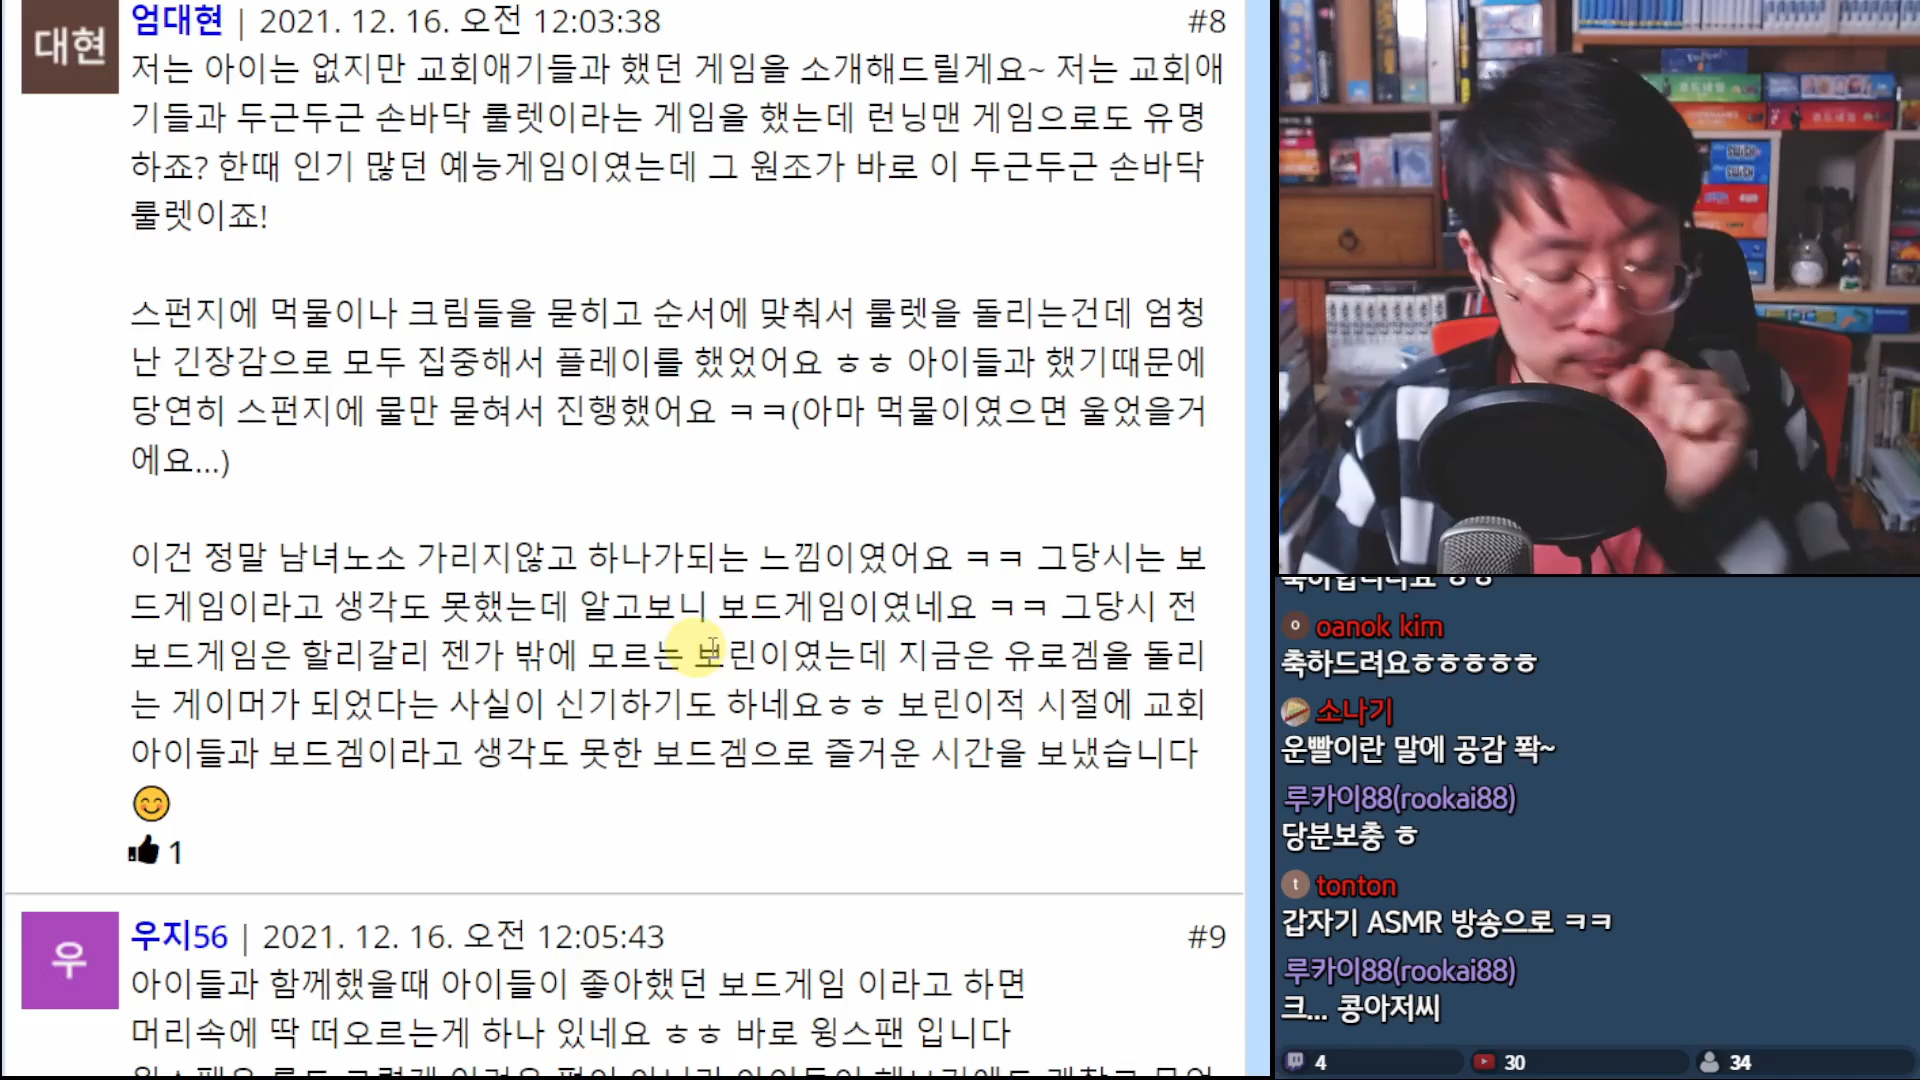 대현
엄대현 | 2021. 12. 16. 오전 12:03:38
#8
저는 아이는 없지만 교회애기들과 했던 게임을 소개해드릴게요~ 저는 교회애
기들과 두근두근 손바닥 룰렛이라는 게임을 했는데 런닝맨 게임으로도 유명
하죠? 한때 인기 많던 예능게임이였는데 그 원조가 바로 이 두근두근 손바닥
룰렛이죠!
스펀지에 먹물이나 크림들을 묻히고 순서에 맞춰서 룰렛을 돌리는건데 엄청
난 긴장감으로 모두 집중해서 플레이를 했었어요 ㅎㅎ 아이들과 했기때문에
당연히 스펀지에 물만 묻혀서 진행했어요 ㅋㅋ(아마 먹물이였으면 울었을거
에요...)
이건 정말 남녀노소 가리지않고 하나가되는 느낌이였어요 ㅋㅋ 그당시는 보
드게임이라고 생각도 못했는데 알고보니 보드게임이였네요 ㅋㅋ 그당시 전
보드게임은 할리갈리 젠가 밖에 모르는 보린이였는데 지금은 유로겜을 돌리
는 게이머가 되었다는 사실이 신기하기도 하네요ㅎㅎ 보린이적 시절에 교회
아이들과 보드겜이라고 생각도 못한 보드겜으로 즐거운 시간을 보냈습니다
😊
1
우
우지56 | 2021. 12. 16. 오전 12:05:43
#9
아이들과 함께했을때 아이들이 좋아했던 보드게임 이라고 하면
머리속에 딱 떠오르는게 하나 있네요 ㅎㅎ 바로 윙스팬 입니다
oanok kim
축하드려요ㅎㅎㅎㅎㅎ
소나기
운빨이란 말에 공감 팍~
루카이88(rookai88)
당분보충 ㅎ
t tonton
갑자기 ASMR 방송으로 ㅋㅋ
루카이88(rookai88)
크... 콩아저씨
4
30
34